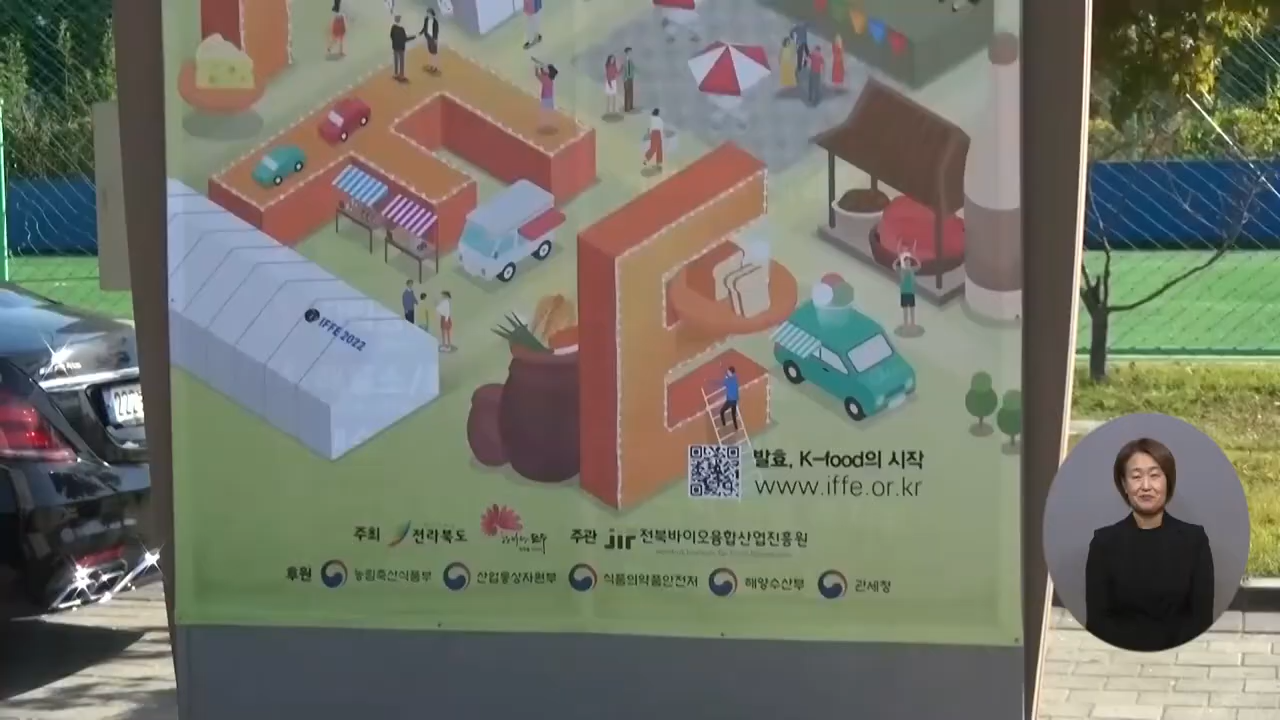 IFFE 2022
발효, K-food의 시작
www.iffe.or.kr
주최 전라북도 주관 jif 전북바이오융합산업진흥원
후원 농림축산식품부 산업통상자원부 식품의약품안전처 해양수산부 관세청
222